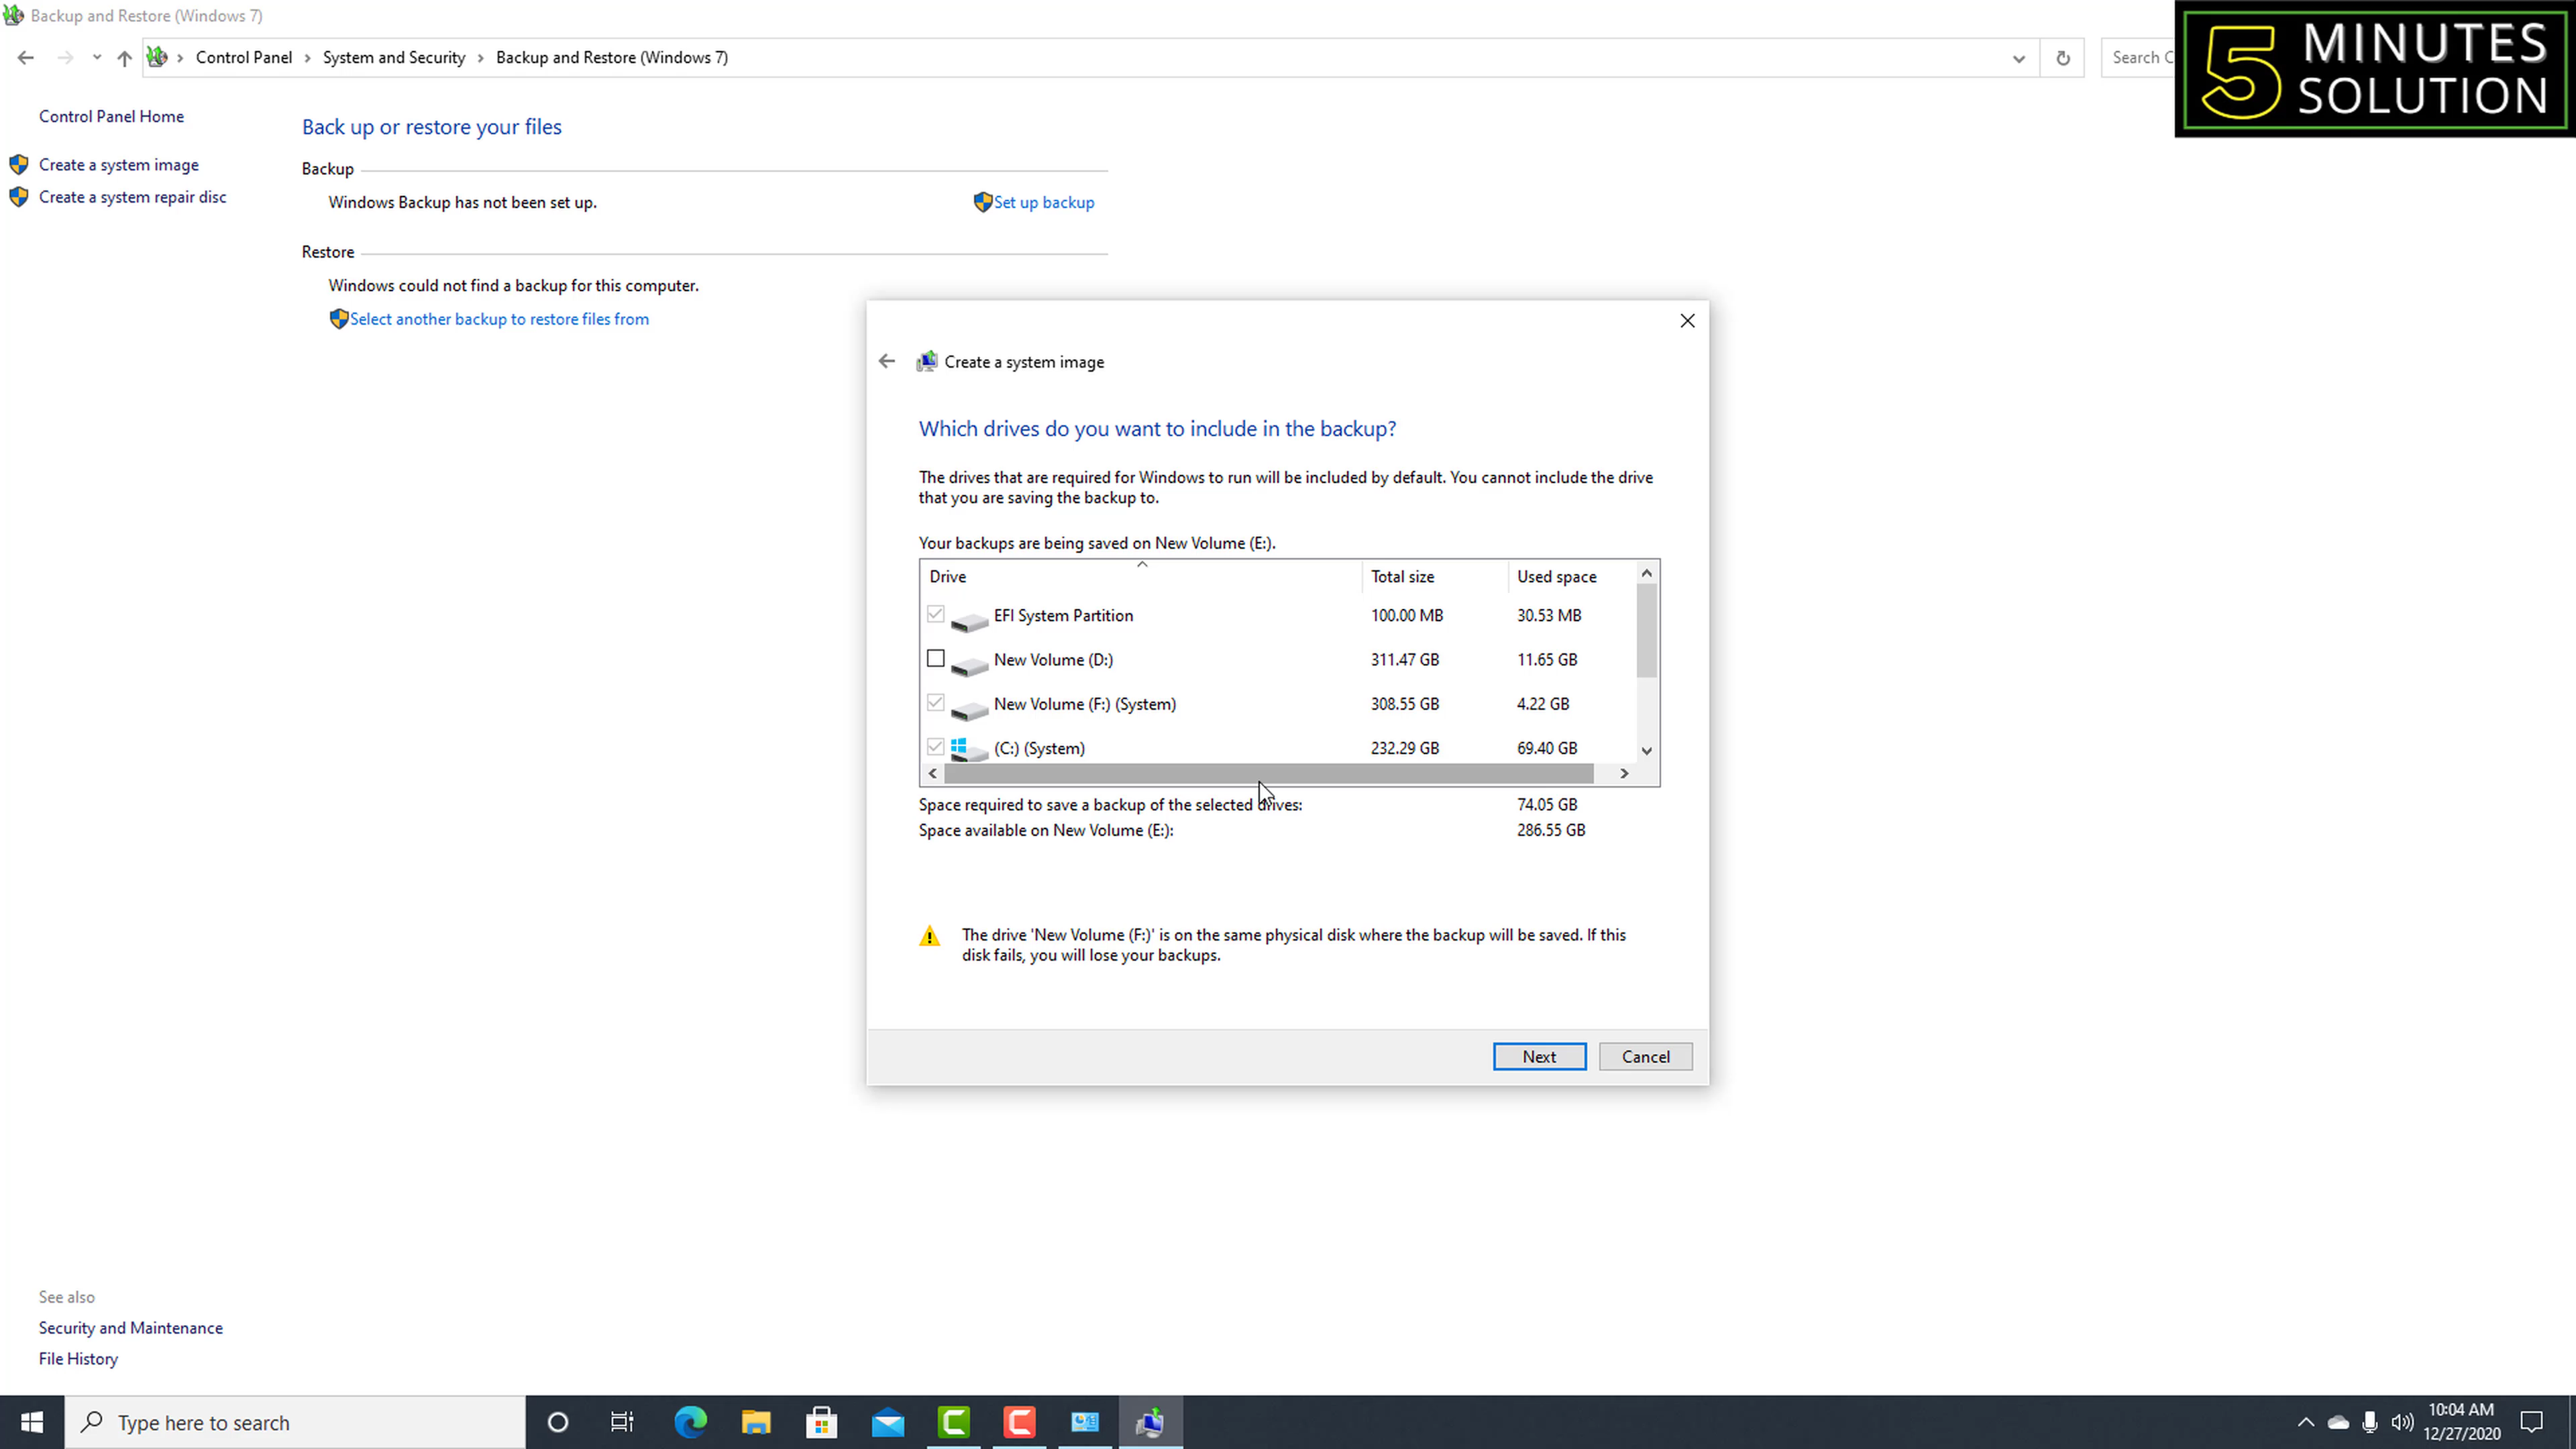 Backup and Restore (Windows 7)
5 MINUTES
SOLUTION
Control Panel > System and Security > Backup and Restore (Windows 7)
Search C
Control Panel Home
Create a system image
Create a system repair disc
Back up or restore your files
Backup
Windows Backup has not been set up.
Set up backup
Restore
Windows could not find a backup for this computer.
Select another backup to restore files from
Create a system image
Which drives do you want to include in the backup?
The drives that are required for Windows to run will be included by default. You cannot include the drive
that you are saving the backup to.
Your backups are being saved on New Volume (E:).
Drive Total size Used space
EFI System Partition 100.00 MB 30.53 MB
New Volume (D:) 311.47 GB 11.65 GB
New Volume (F:) (System) 308.55 GB 4.22 GB
(C:) (System) 232.29 GB 69.40 GB
Space required to save a backup of the selected drives: 74.05 GB
Space available on New Volume (E:): 286.55 GB
The drive 'New Volume (F:)' is on the same physical disk where the backup will be saved. If this
disk fails, you will lose your backups.
Next Cancel
See also
Security and Maintenance
File History
Type here to search
10:04 AM
12/27/2020